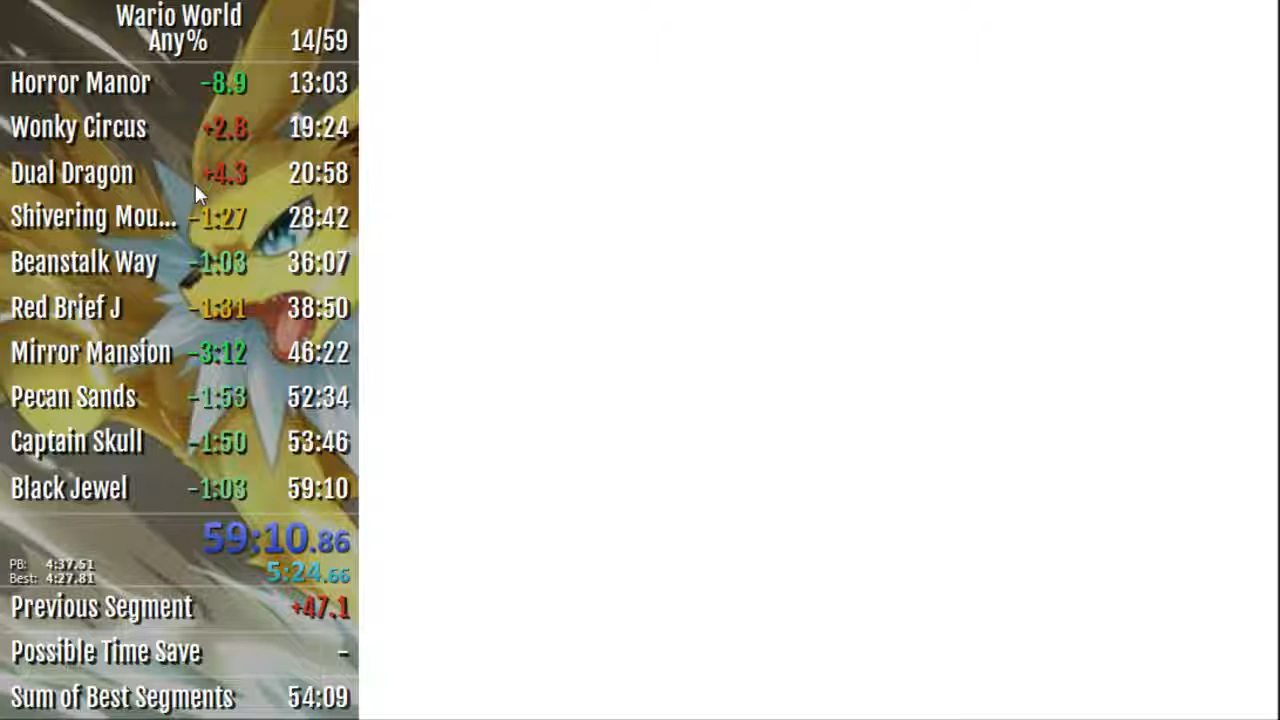 Wario World
Any% 14/59
Horror Manor -8.9 13:03
Wonky Circus +2.8 19:24
Dual Dragon +4.3 20:58
Shivering Mou... -1:27 28:42
Beanstalk Way -1:03 36:07
Red Brief J -1:31 38:50
Mirror Mansion -3:12 46:22
Pecan Sands -1:53 52:34
Captain Skull -1:50 53:46
Black Jewel -1:03 59:10
59:10.86
PB: 4:37.51
Best: 4:27.81 5:24.66
Previous Segment +47.1
Possible Time Save -
Sum of Best Segments 54:09